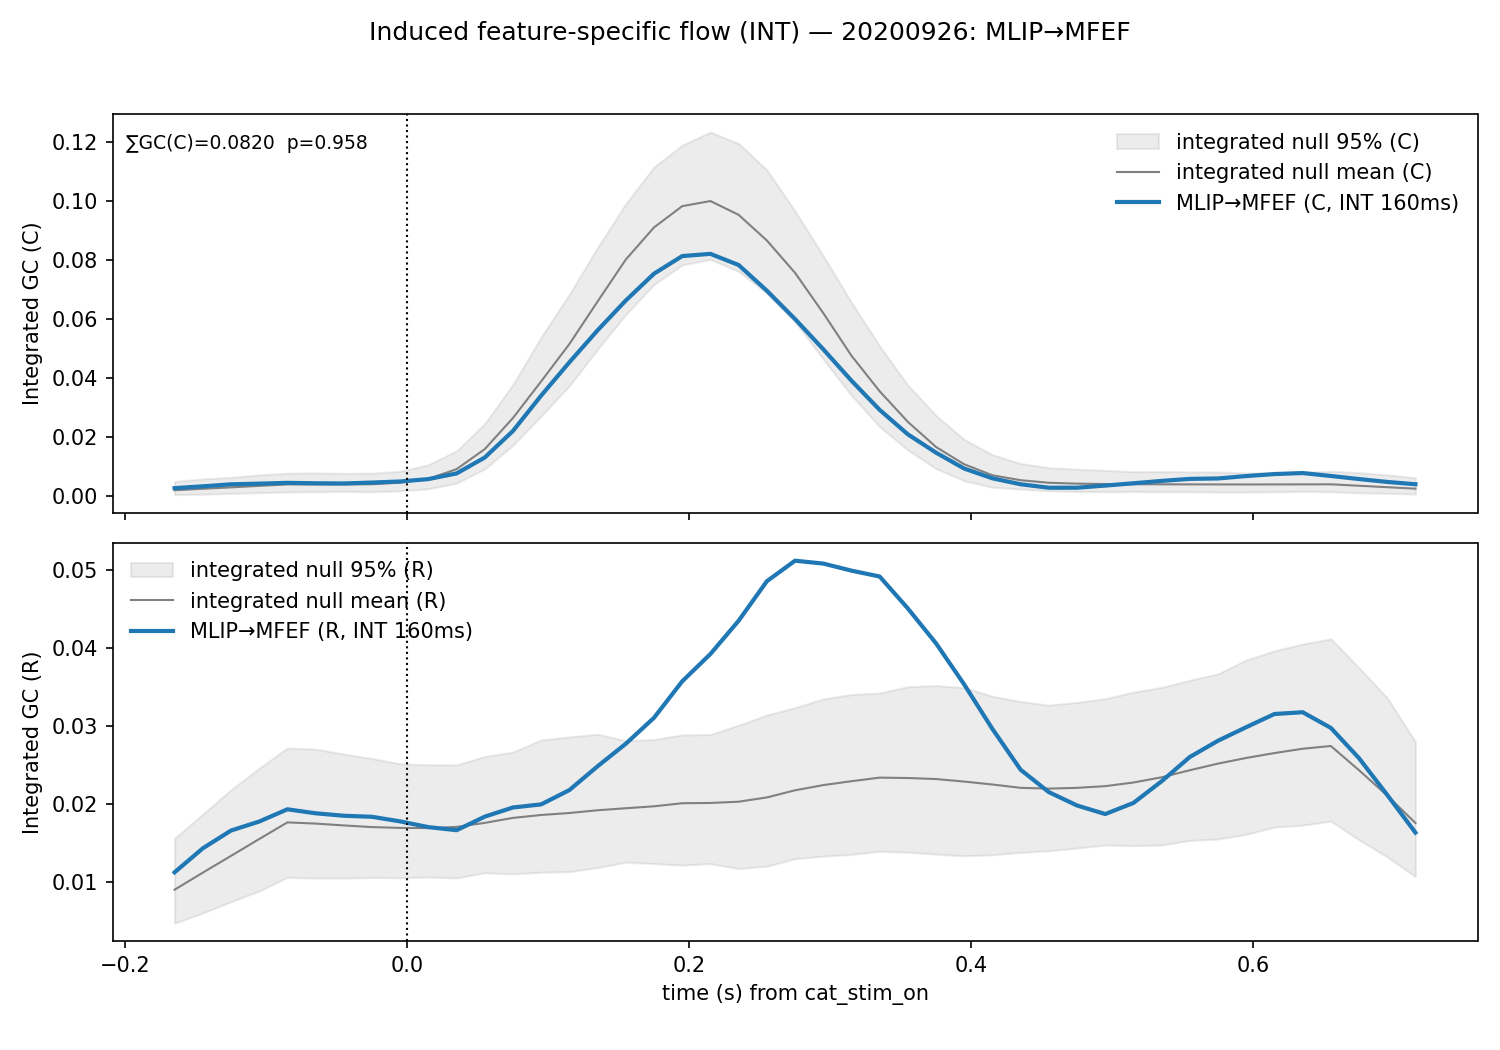 Induced feature-specific flow (INT) — 20200926: MLIP→MFEF
∑GC(C)=0.0820 p=0.958
integrated null 95% (C)
integrated null mean (C)
MLIP→MFEF (C, INT 160ms)
Integrated GC (C)
0.12
0.10
0.08
0.06
0.04
0.02
0.00
integrated null 95% (R)
integrated null mean (R)
MLIP→MFEF (R, INT 160ms)
Integrated GC (R)
0.05
0.04
0.03
0.02
0.01
−0.2 0.0 0.2 0.4 0.6
time (s) from cat_stim_on